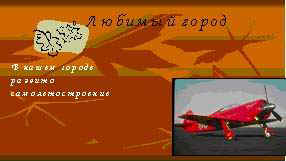 Любимый город
В нашем городе
развито
самолетостроение